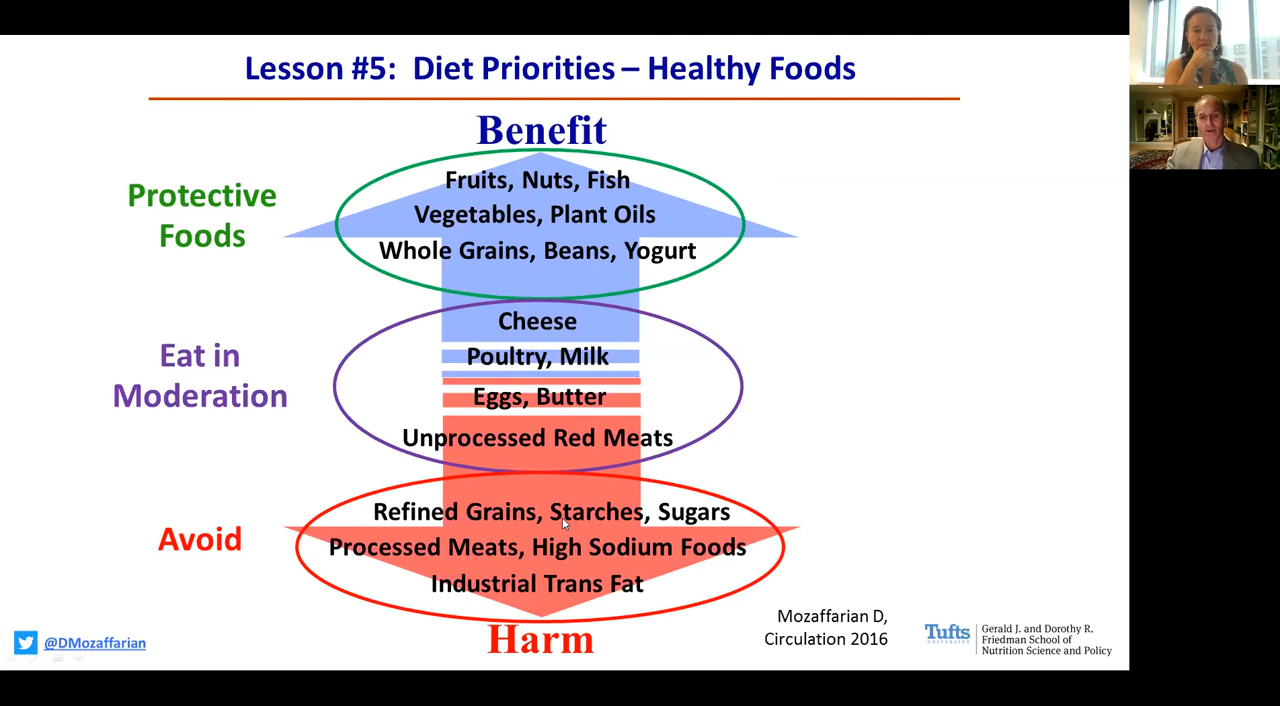 Lesson #5: Diet Priorities – Healthy Foods
Benefit
Protective
Foods
Fruits, Nuts, Fish
Vegetables, Plant Oils
Whole Grains, Beans, Yogurt
Eat in
Moderation
Cheese
Poultry, Milk
Eggs, Butter
Unprocessed Red Meats
Avoid
Refined Grains, Starches, Sugars
Processed Meats, High Sodium Foods
Industrial Trans Fat
Harm
Mozaffarian D,
Circulation 2016
@DMozaffarian
Tufts
UNIVERSITY
Gerald J. and Dorothy R.
Friedman School of
Nutrition Science and Policy